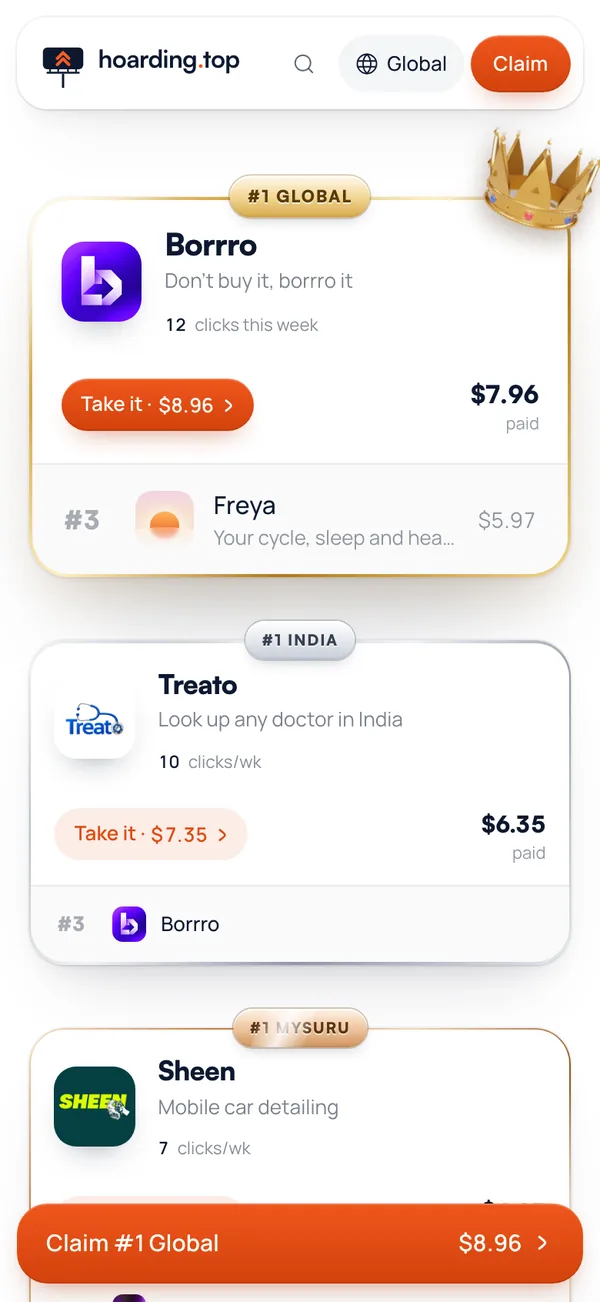 hoarding.top
Global
Claim
#1 GLOBAL
Borrro
Don't buy it, borrro it
12 clicks this week
Take it · $8.96
$7.96
paid
#3
Freya
Your cycle, sleep and hea...
$5.97
#1 INDIA
Treato
Treato
Look up any doctor in India
10 clicks/wk
Take it · $7.35
$6.35
paid
#3
Borrro
#1 MYSURU
Sheen
SHEEN
Mobile car detailing
7 clicks/wk
Claim #1 Global
$8.96